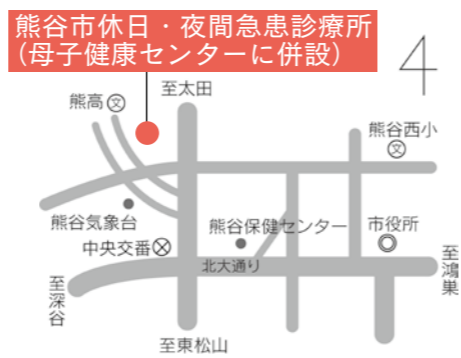 熊谷市休日・夜間急患診療所
(母子健康センターに併設)
熊高文
至太田
熊谷西小
文
熊谷気象台
熊谷保健センター
市役所
中央交番
北大通り
至深谷
至鴻巣
至東松山